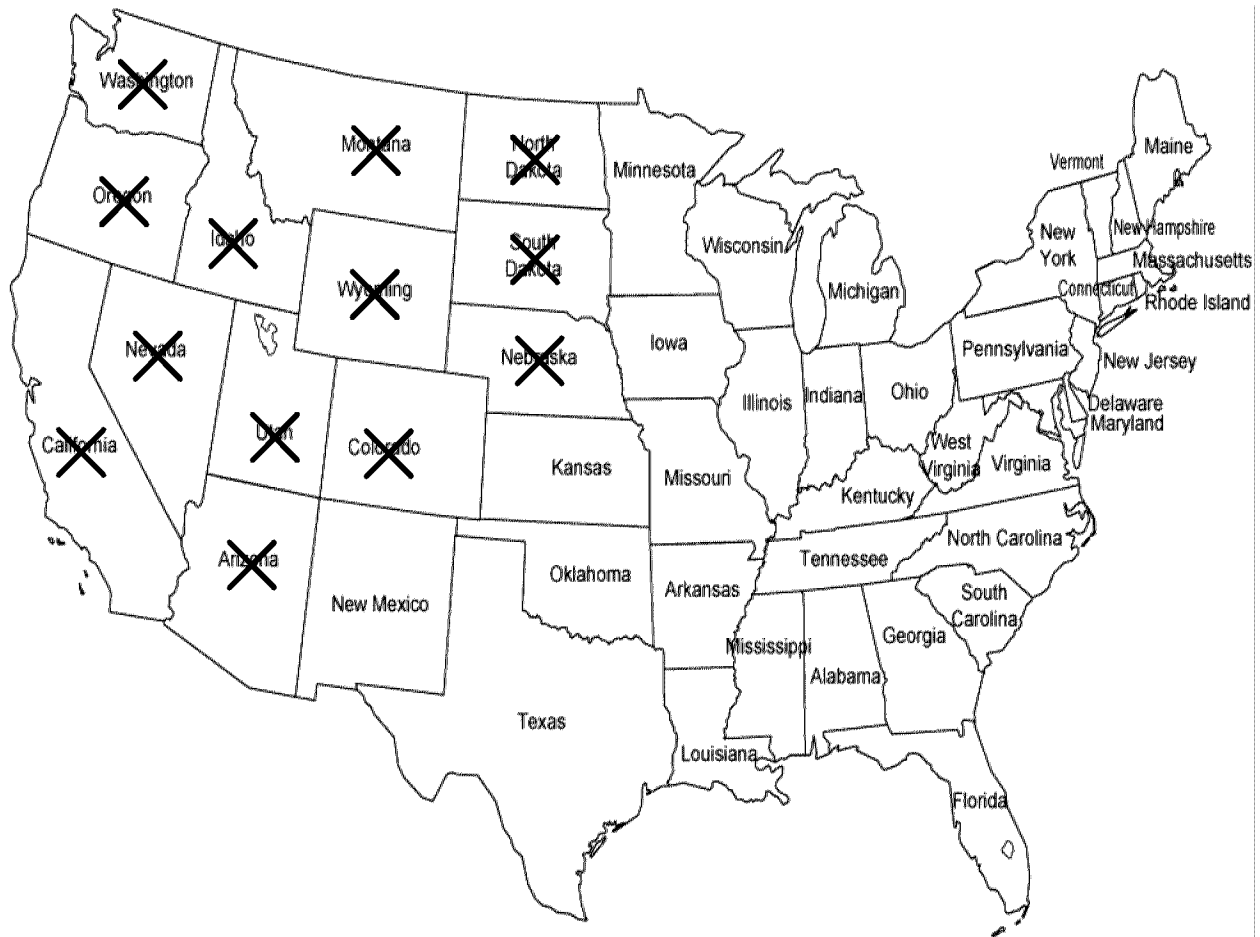 Washington
Montana
North
Dakota
Minnesota
Oregon
Idaho
Wyoming
South
Dakota
Wisconsin
Michigan
Vermont
Maine
New
York
New Hampshire
Massachusetts
Connecticut
Rhode Island
Nevada
Nebraska
Iowa
Pennsylvania
New Jersey
California
Utah
Colorado
Kansas
Missouri
Illinois
Indiana
Ohio
Delaware
Maryland
West
Virginia
Virginia
Kentucky
Arizona
New Mexico
Oklahoma
Arkansas
Tennessee
North Carolina
South
Carolina
Texas
Louisiana
Mississippi
Alabama
Georgia
Florida